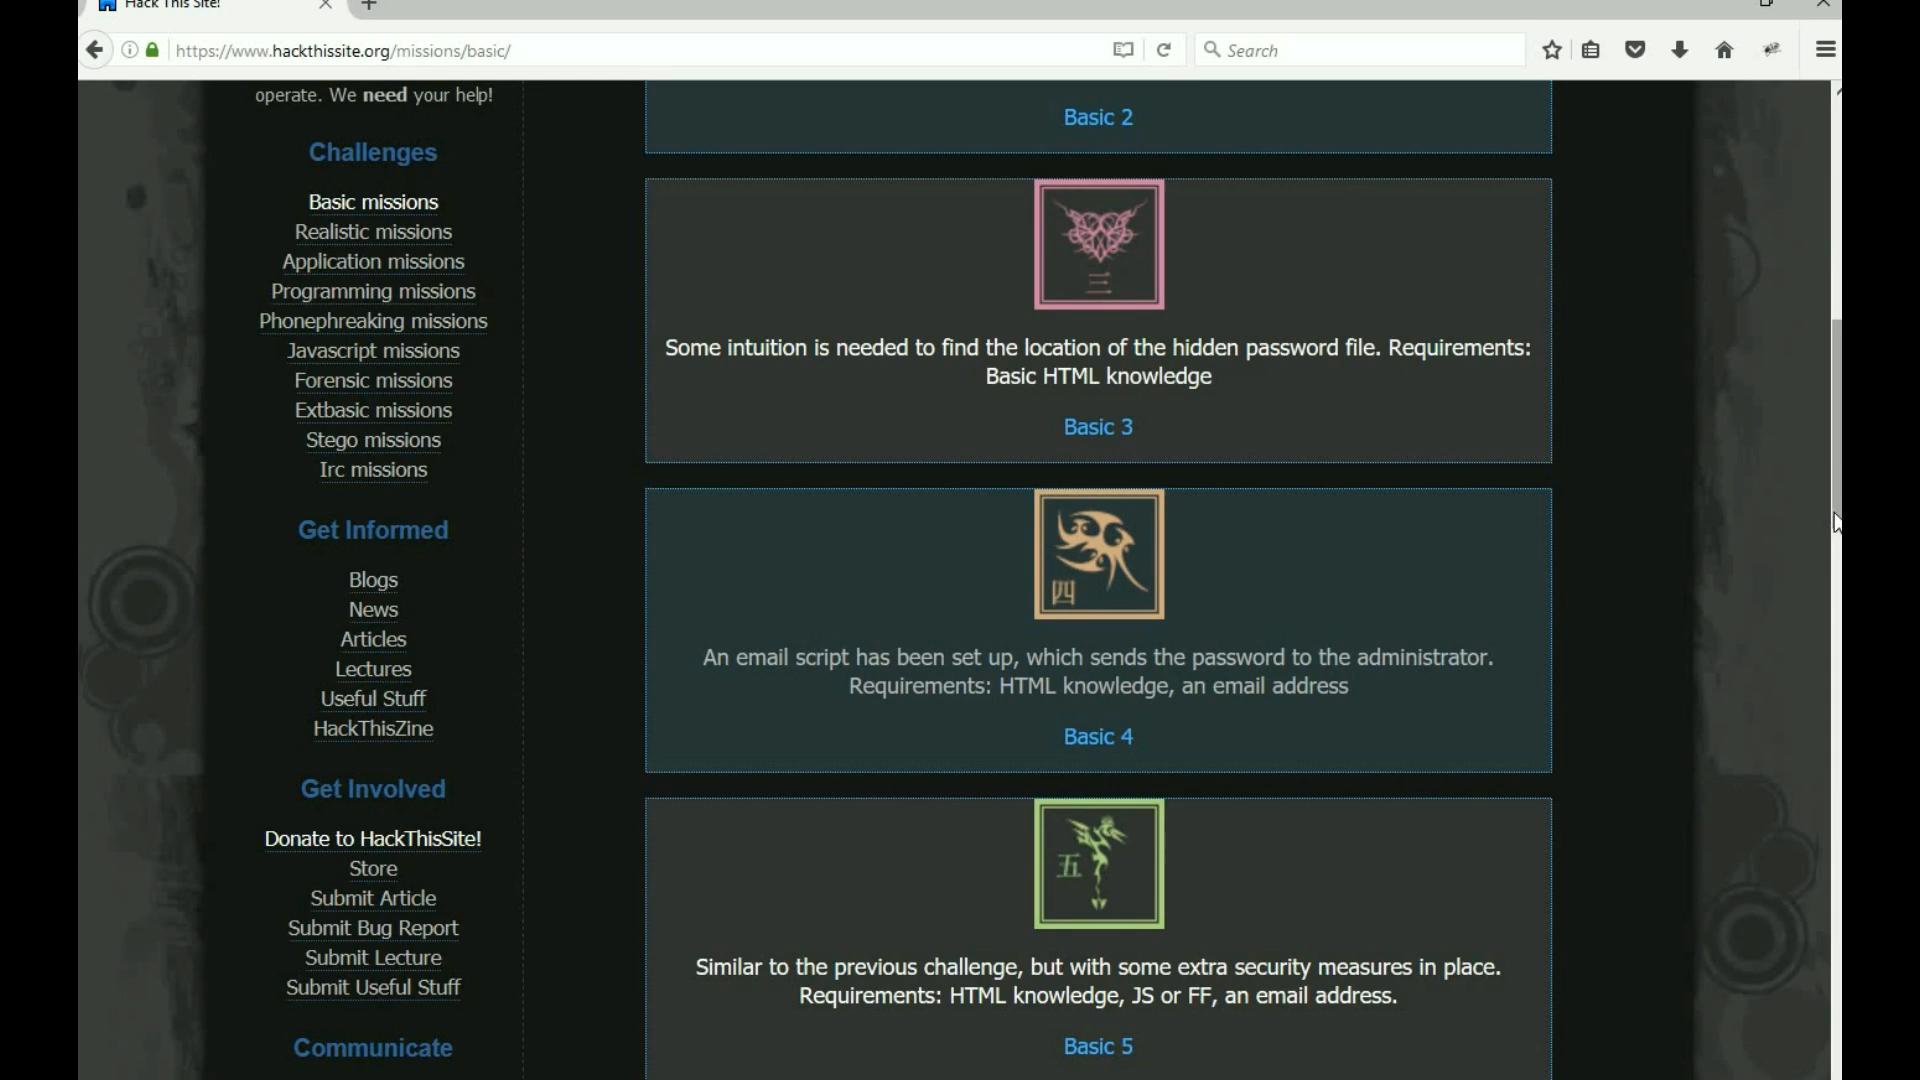 Hack This Site!
https://www.hackthissite.org/missions/basic/
Search
operate. We need your help!
Challenges
Basic missions
Realistic missions
Application missions
Programming missions
Phonephreaking missions
Javascript missions
Forensic missions
Extbasic missions
Stego missions
Irc missions
Get Informed
Blogs
News
Articles
Lectures
Useful Stuff
HackThisZine
Get Involved
Donate to HackThisSite!
Store
Submit Article
Submit Bug Report
Submit Lecture
Submit Useful Stuff
Communicate
Basic 2
三
Some intuition is needed to find the location of the hidden password file. Requirements:
Basic HTML knowledge
Basic 3
四
An email script has been set up, which sends the password to the administrator.
Requirements: HTML knowledge, an email address
Basic 4
五
Similar to the previous challenge, but with some extra security measures in place.
Requirements: HTML knowledge, JS or FF, an email address.
Basic 5